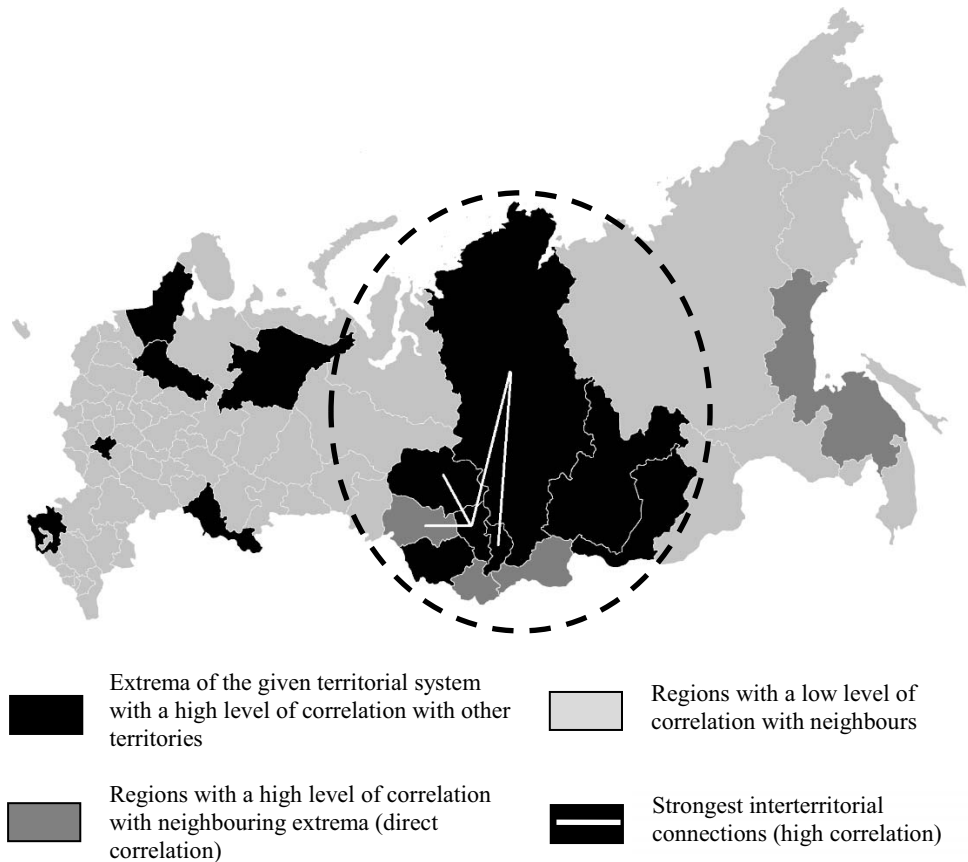 Extrema of the given territorial system
with a high level of correlation with other
territories
Regions with a low level of
correlation with neighbours
Regions with a high level of correlation
with neighbouring extrema (direct
correlation)
Strongest interterritorial
connections (high correlation)